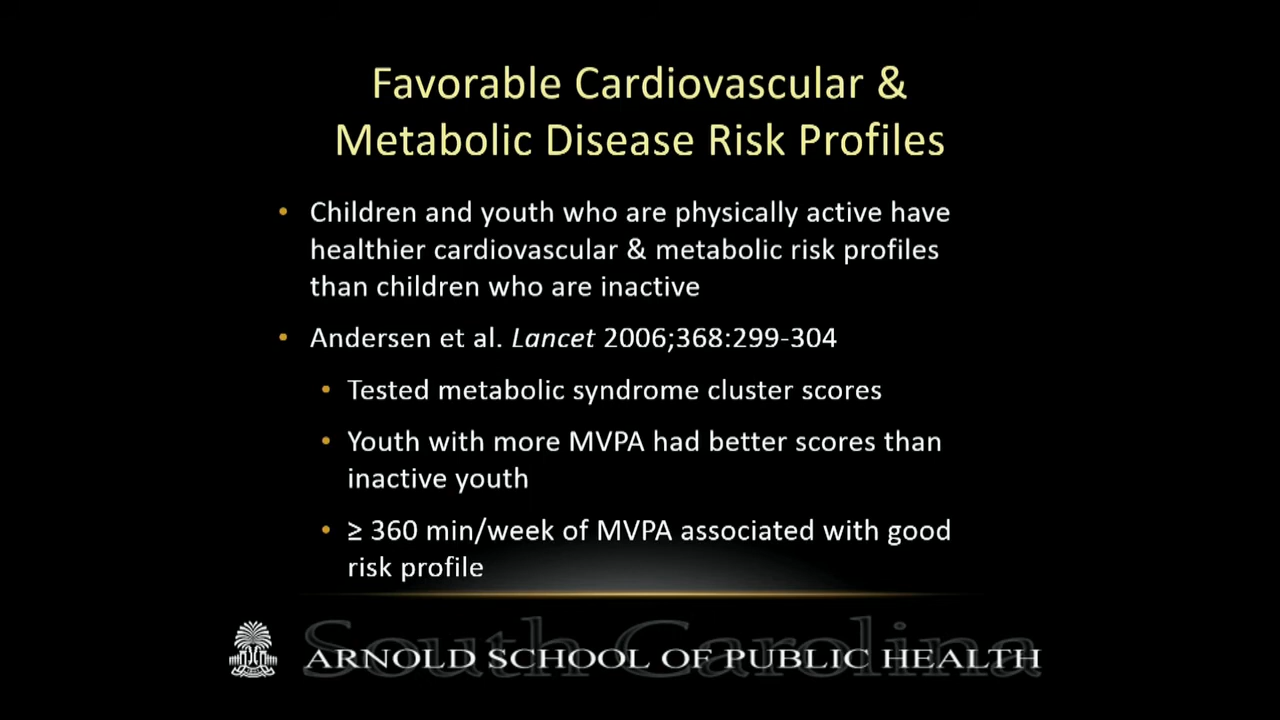 Favorable Cardiovascular &
Metabolic Disease Risk Profiles
• Children and youth who are physically active have
healthier cardiovascular & metabolic risk profiles
than children who are inactive
• Andersen et al. Lancet 2006;368:299-304
• Tested metabolic syndrome cluster scores
• Youth with more MVPA had better scores than
inactive youth
• ≥ 360 min/week of MVPA associated with good
risk profile
South Carolina
ARNOLD SCHOOL OF PUBLIC HEALTH